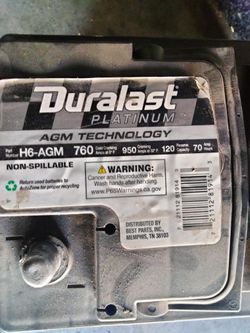 Duralast
PLATINUM
AGM TECHNOLOGY
Part Number H6-AGM 760 Cold Cranking Amps at 0° F 950 Cranking Amps at 32° F 120 Reserve Capacity 70 Amp Hours
NON-SPILLABLE
Return used batteries to
AutoZone for proper recycling
WARNING:
Cancer and Reproductive Harm.
Wash hands after handling.
www.P65Warnings.ca.gov
DISTRIBUTED BY
BEST PARTS, INC.
MEMPHIS, TN 38103